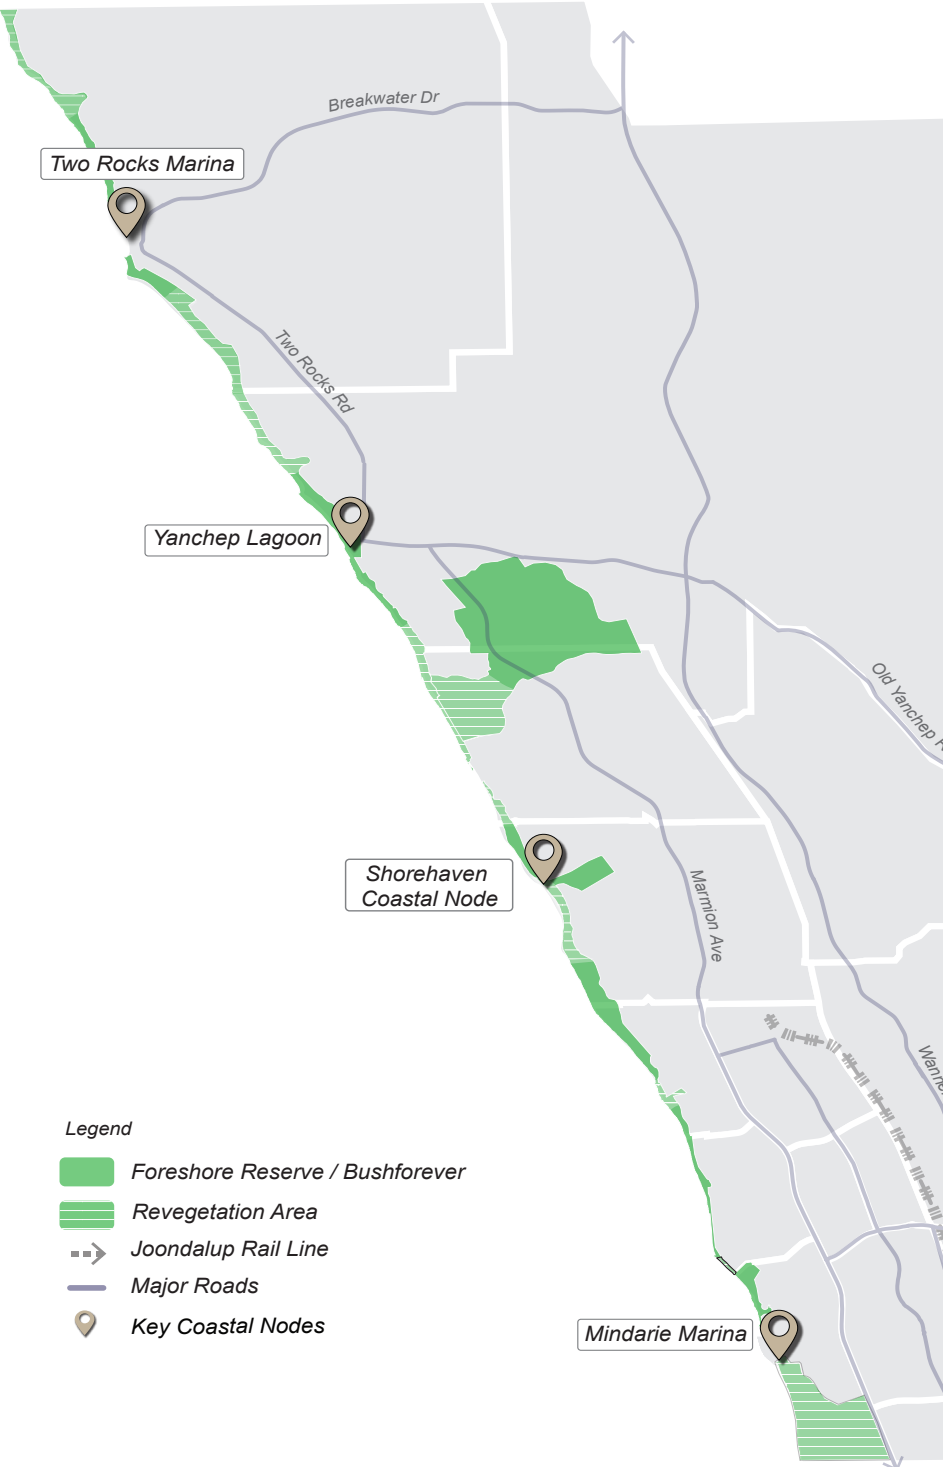 Breakwater Dr
Two Rocks Marina
Two Rocks Rd
Yanchep Lagoon
Old Yanchep
Shorehaven
Coastal Node
Marmion Ave
Legend
Foreshore Reserve / Bushforever
Revegetation Area
Joondalup Rail Line
Major Roads
Key Coastal Nodes
Mindarie Marina